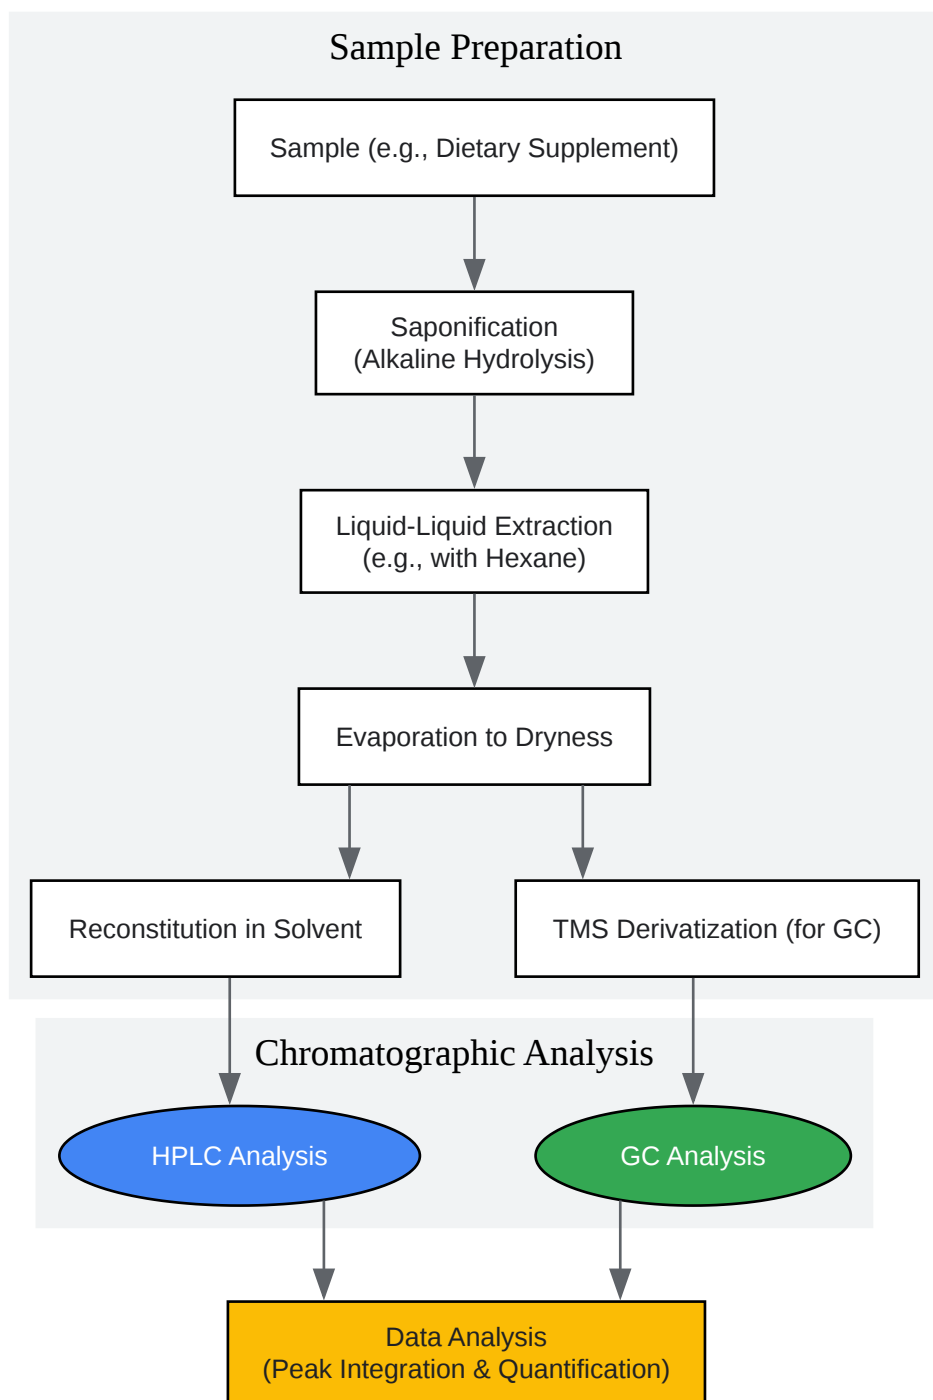 Sample Preparation
Sample (e.g., Dietary Supplement)
Saponification
(Alkaline Hydrolysis)
Liquid-Liquid Extraction
(e.g., with Hexane)
Evaporation to Dryness
Reconstitution in Solvent
TMS Derivatization (for GC)
Chromatographic Analysis
HPLC Analysis
GC Analysis
Data Analysis
(Peak Integration & Quantification)